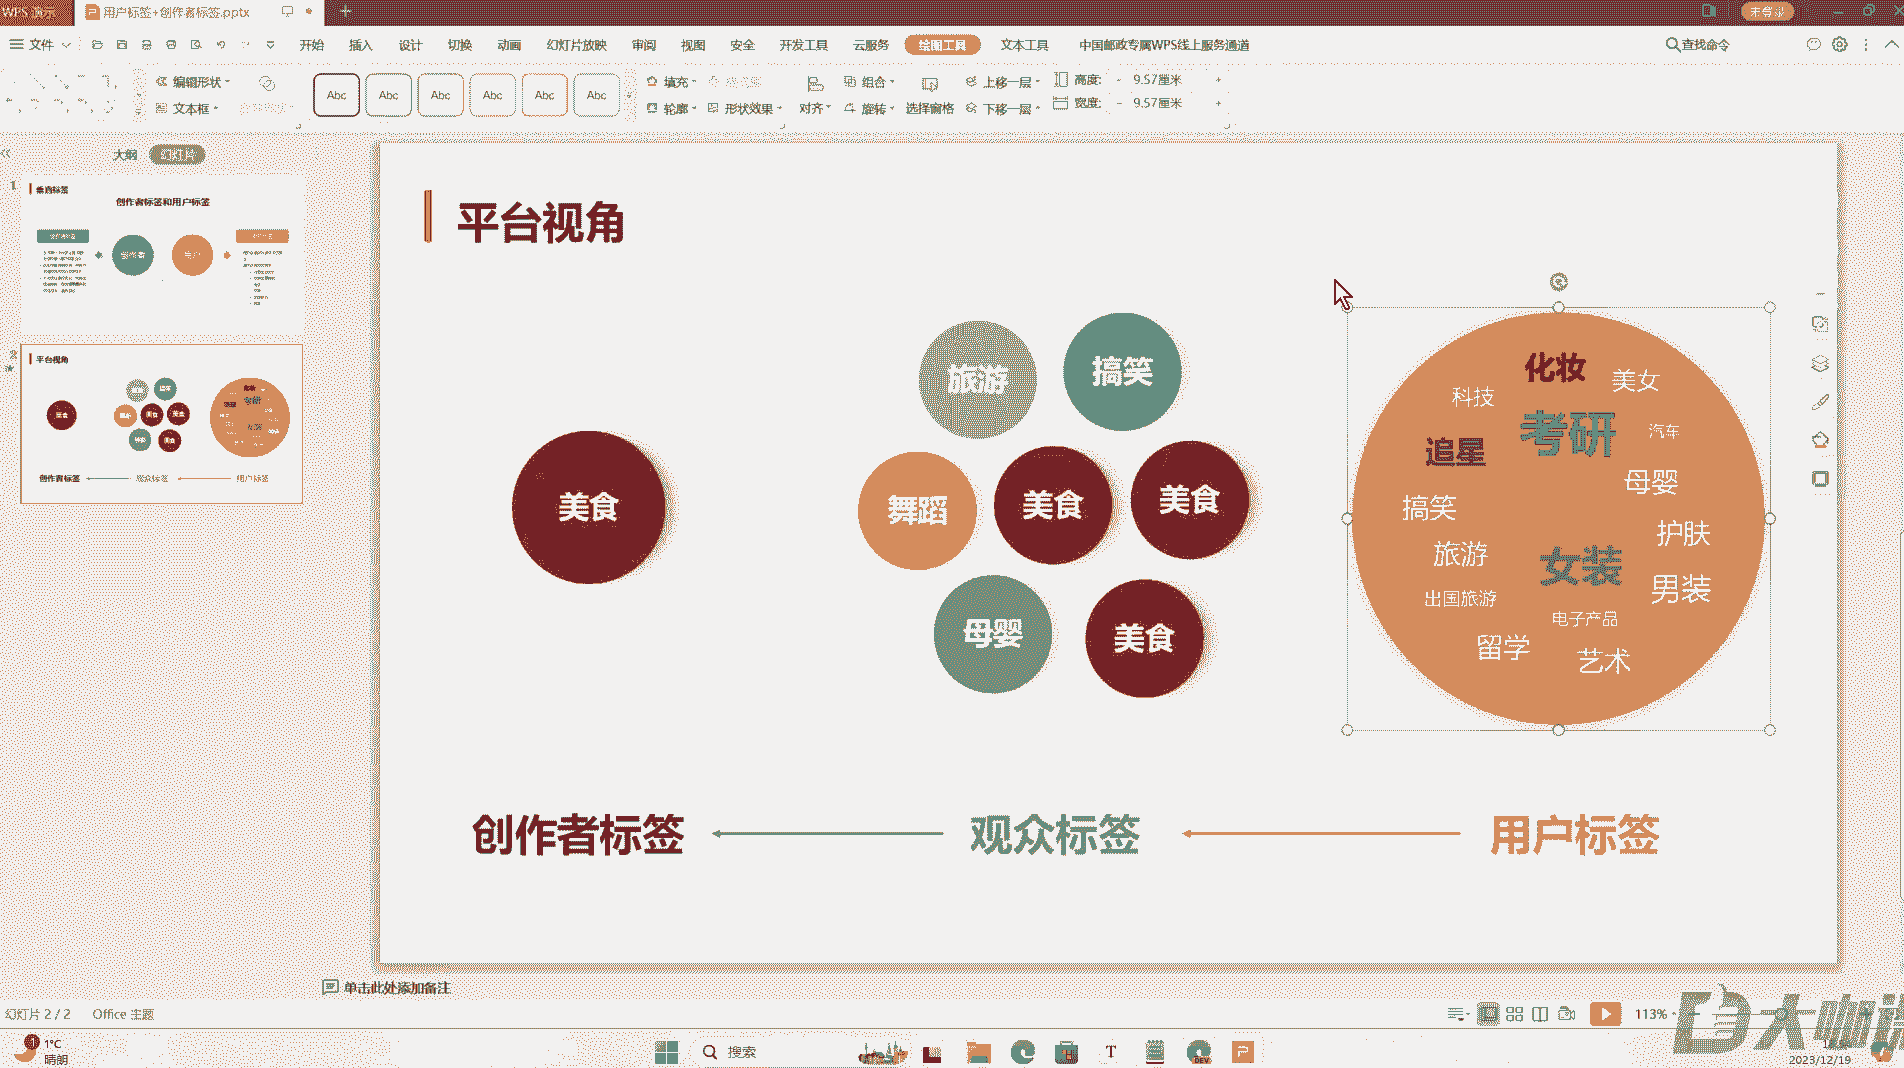 WPS 演示
用户标签+创作者标签.pptx
未登录
文件
开始
插入
设计
切换
动画
幻灯片放映
审阅
视图
安全
开发工具
云服务
绘图工具
文本工具
中国邮政专属WPS线上服务通道
查找命令
编辑形状
文本框
Abc
Abc
Abc
Abc
Abc
Abc
填充
轮廓
形状效果
对齐
组合
旋转
选择窗格
上移一层
下移一层
高度:
9.57厘米
宽度:
9.57厘米
大纲
幻灯片
1
垂直标签
创作者标签和用户标签
2
平台视角
创作者标签
观众标签
用户标签
平台视角
美食
旅游
搞笑
舞蹈
美食
美食
母婴
美食
化妆
科技
美女
考研
汽车
追星
母婴
搞笑
护肤
旅游
女装
男装
出国旅游
电子产品
留学
艺术
创作者标签
观众标签
用户标签
单击此处添加备注
幻灯片 2 / 2
Office 主题
113%
1°C
晴朗
搜索
T
DEV
2023/12/19
大咖